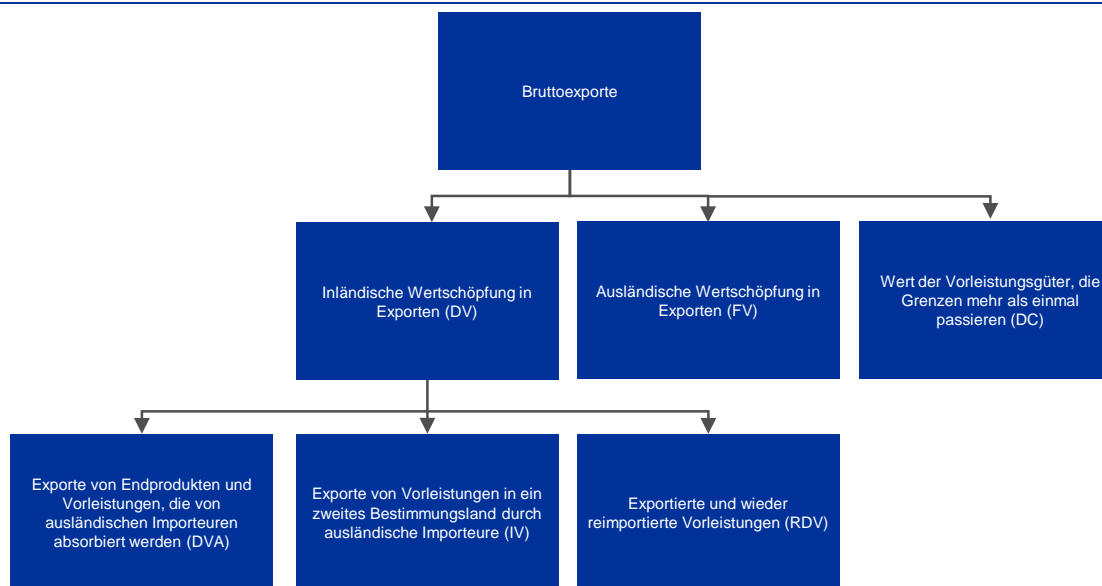 Bruttoexporte
Inländische Wertschöpfung in
Exporten (DV)
Ausländische Wertschöpfung in
Exporten (FV)
Wert der Vorleistungsgüter, die
Grenzen mehr als einmal
passieren (DC)
Exporte von Endprodukten und
Vorleistungen, die von
ausländischen Importeuren
absorbiert werden (DVA)
Exporte von Vorleistungen in ein
zweites Bestimmungsland durch
ausländische Importeure (IV)
Exportierte und wieder
reimportierte Vorleistungen (RDV)